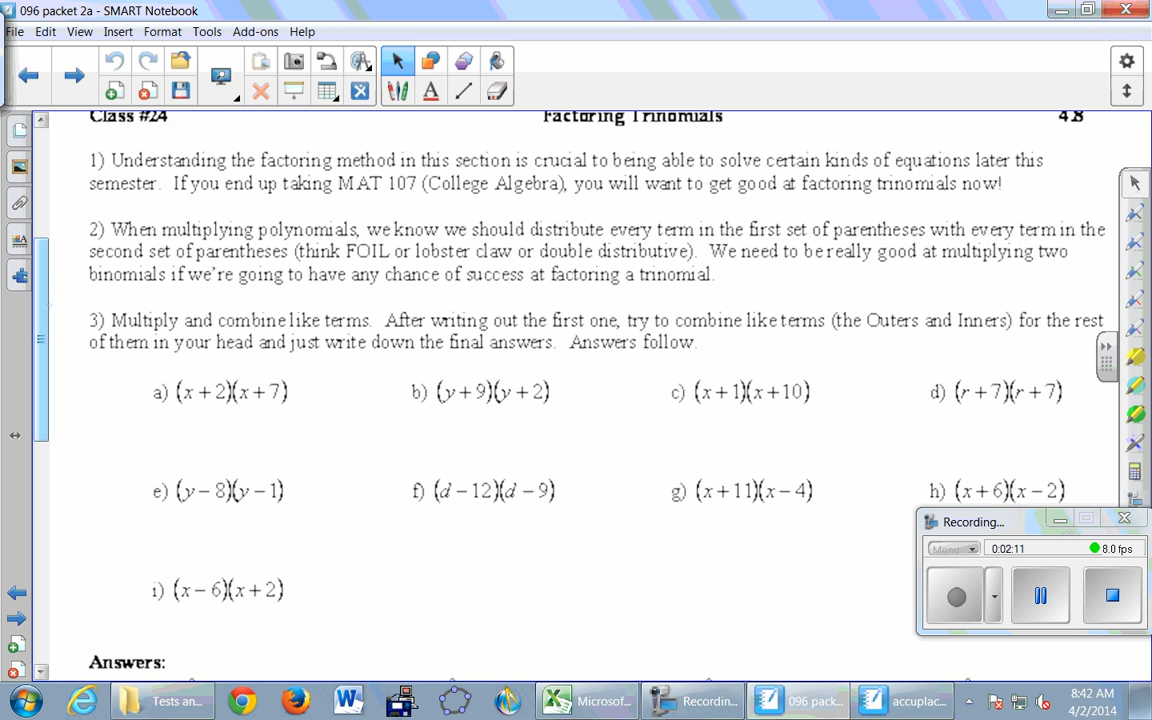 096 packet 2a - SMART Notebook
File Edit View Insert Format Tools Add-ons Help
Class #24 Factoring Trinomials 4.8
1) Understanding the factoring method in this section is crucial to being able to solve certain kinds of equations later this
semester. If you end up taking MAT 107 (College Algebra), you will want to get good at factoring trinomials now!
2) When multiplying polynomials, we know we should distribute every term in the first set of parentheses with every term in the
second set of parentheses (think FOIL or lobster claw or double distributive). We need to be really good at multiplying two
binomials if we're going to have any chance of success at factoring a trinomial.
3) Multiply and combine like terms. After writing out the first one, try to combine like terms (the Outers and Inners) for the rest
of them in your head and just write down the final answers. Answers follow.
a) (x + 2)(x + 7) b) (y + 9)(y + 2) c) (x + 1)(x + 10) d) (r + 7)(r + 7)
e) (y − 8)(y − 1) f) (d − 12)(d − 9) g) (x + 11)(x − 4) h) (x + 6)(x − 2)
Recording...
Menu 0:02:11 8.0 fps
i) (x − 6)(x + 2)
Answers:
Tests an... Microsof... Recordin... 096 pack... accuplac... 8:42 AM
4/2/2014